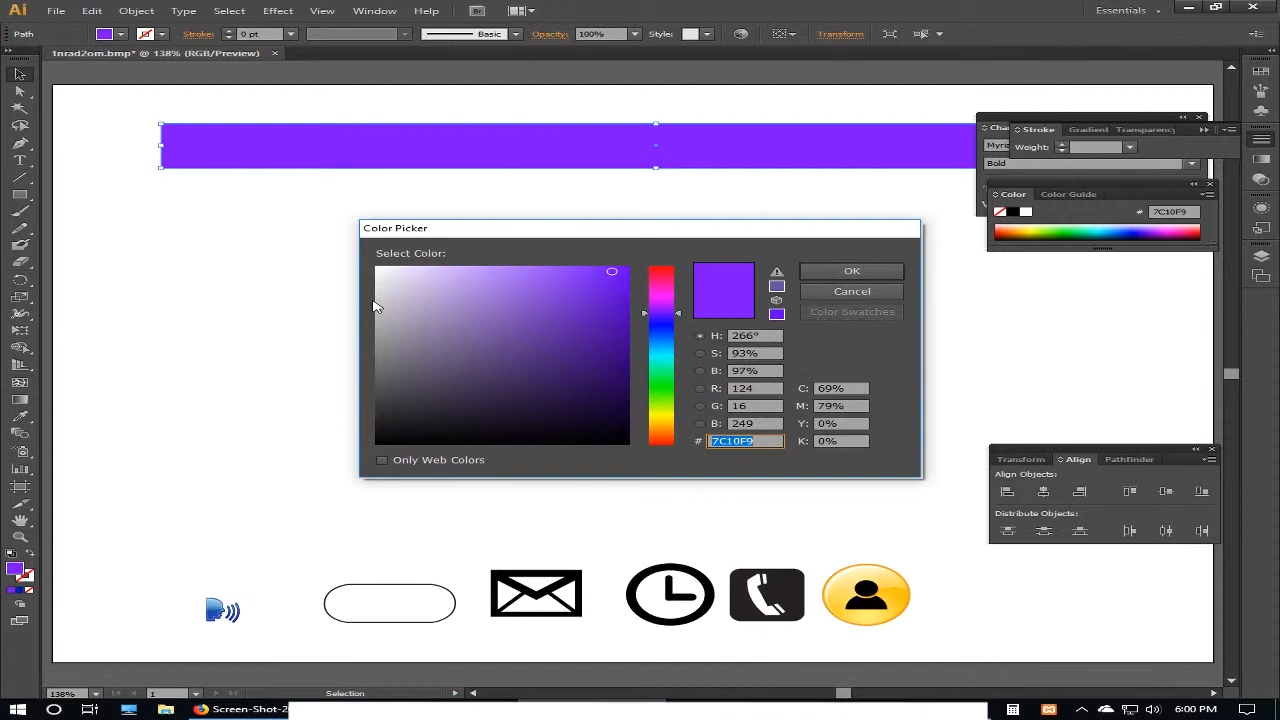 Ai File Edit Object Type Select Effect View Window Help Br Essentials
Path Stroke: 0 pt Basic Opacity: 100% Style: Transform
1nrad2om.bmp* @ 138% (RGB/Preview)
Stroke Gradient Transparency
Weight:
Bold
Color Color Guide
# 7C10F9
Color Picker
Select Color:
OK
Cancel
Color Swatches
H: 266°
S: 93%
B: 97%
R: 124 C: 69%
G: 16 M: 79%
B: 249 Y: 0%
# 7C10F9 K: 0%
Only Web Colors
Transform Align Pathfinder
Align Objects:
Distribute Objects:
138% 1 Selection
Screen-Shot-2 6:00 PM